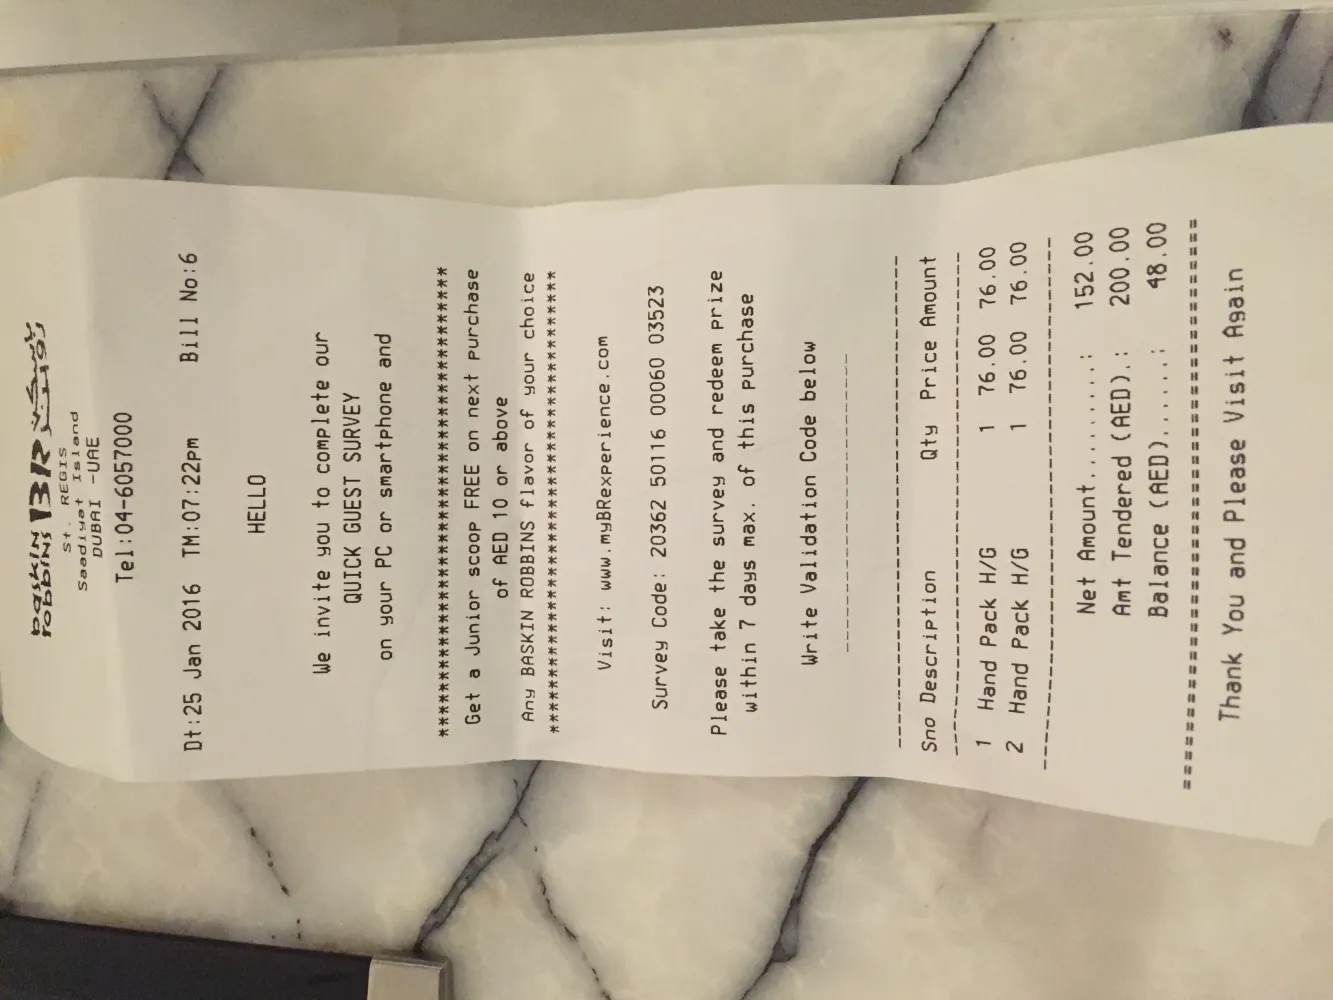 baskin BR باسكن
robbins روبنز
St. REGIS
Saadiyat Island
DUBAI -UAE
Tel:04-6057000
Dt:25 Jan 2016 TM:07:22pm Bill No:6
HELLO
We invite you to complete our
QUICK GUEST SURVEY
on your PC or smartphone and
*******************************************
Get a Junior scoop FREE on next purchase
of AED 10 or above
Any BASKIN ROBBINS flavor of your choice
*******************************************
Visit: www.myBRexperience.com
Survey Code: 20362 50116 00060 03523
Please take the survey and redeem prize
within 7 days max. of this purchase
Write Validation Code below
------------------------------
------------------------------------------
Sno Description Qty Price Amount
------------------------------------------
1 Hand Pack H/G 1 76.00 76.00
2 Hand Pack H/G 1 76.00 76.00
------------------------------------------
Net Amount........: 152.00
Amt Tendered (AED).: 200.00
Balance (AED).....: 48.00
==========================================
Thank You and Please Visit Again